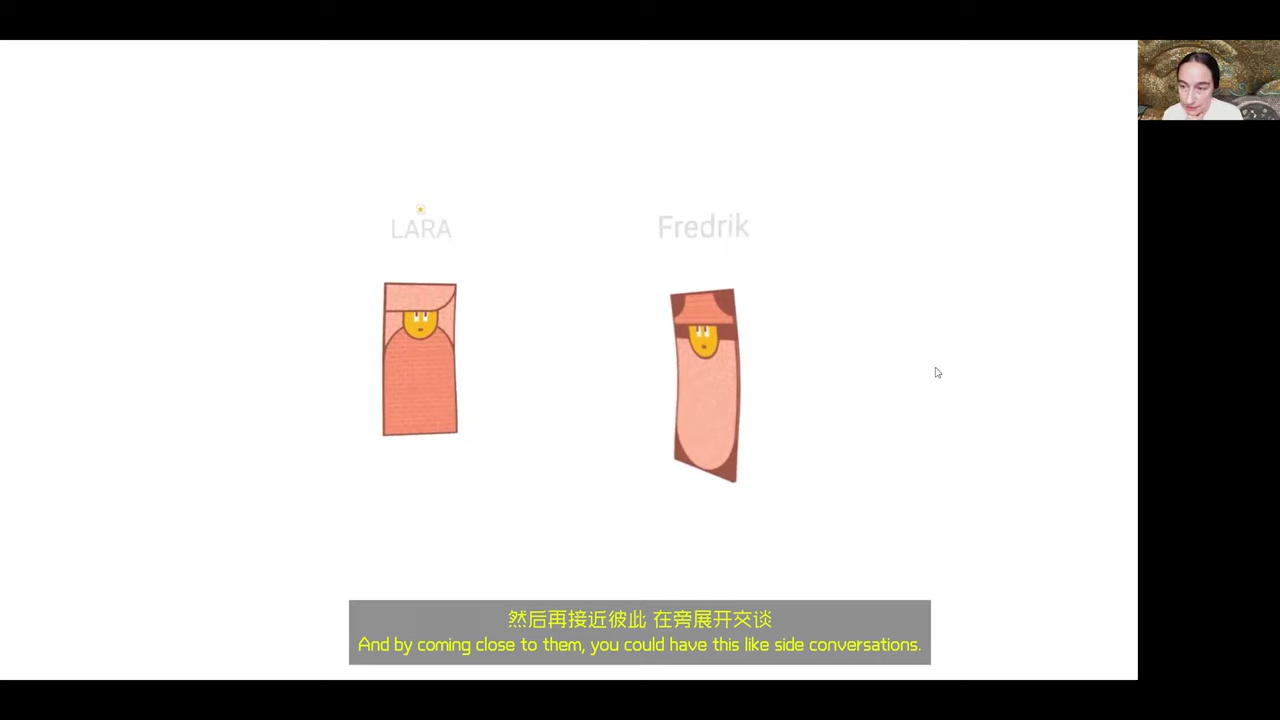 LARA
Fredrik
然后再接近彼此 在旁展开交谈
And by coming close to them, you could have this like side conversations.